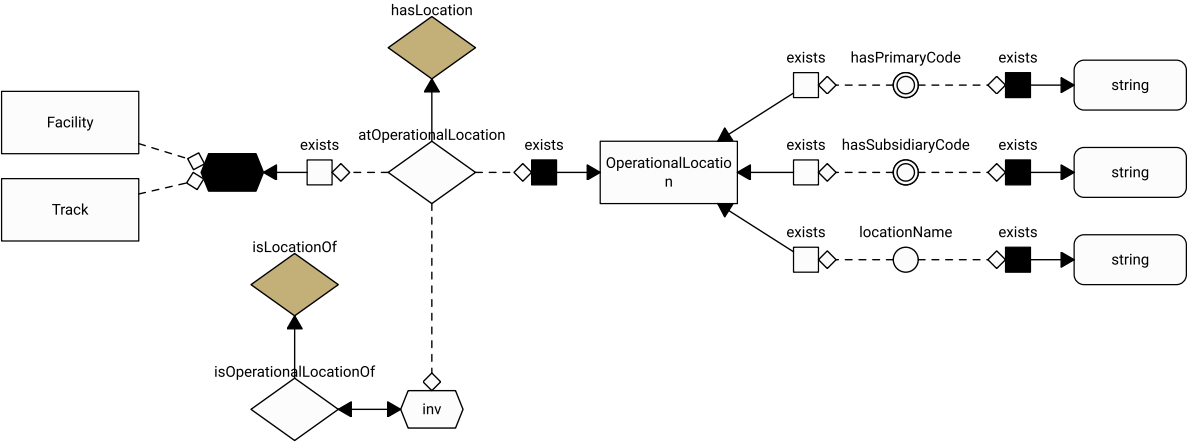 hasLocation
exists
hasPrimaryCode
exists
string
Facility
exists
atOperationalLocation
exists
OperationalLocatio
n
exists
hasSubsidiaryCode
exists
string
Track
exists
locationName
exists
string
isLocationOf
isOperationalLocationOf
inv